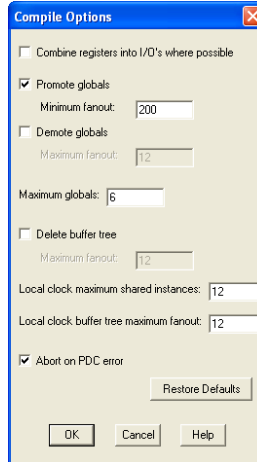 Compile Options
Combine registers into I/O's where possible
Promote globals
Minimum fanout: 200
Demote globals
Maximum fanout: 12
Maximum globals: 6
Delete buffer tree
Maximum fanout: 12
Local clock maximum shared instances: 12
Local clock buffer tree maximum fanout: 12
Abort on PDC error
Restore Defaults
OK Cancel Help